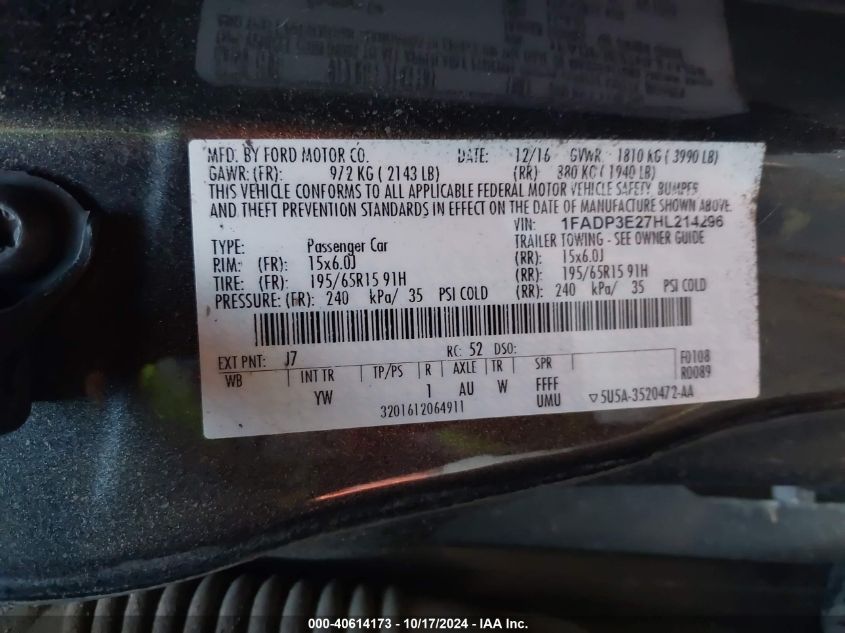 MFD. BY FORD MOTOR CO. DATE: 12/16 GVWR: 1810 KG ( 3990 LB)
GAWR: (FR): 972 KG ( 2143 LB) (RR): 880 KG ( 1940 LB)
THIS VEHICLE CONFORMS TO ALL APPLICABLE FEDERAL MOTOR VEHICLE SAFETY, BUMPER
AND THEFT PREVENTION STANDARDS IN EFFECT ON THE DATE OF MANUFACTURE SHOWN ABOVE.
VIN: 1FADP3E27HL214296
TYPE: Passenger Car TRAILER TOWING - SEE OWNER GUIDE
RIM: (FR): 15x6.0J (RR): 15x6.0J
TIRE: (FR): 195/65R15 91H (RR): 195/65R15 91H
PRESSURE: (FR): 240 kPa/ 35 PSI COLD (RR): 240 kPa/ 35 PSI COLD
EXT PNT: J7 RC: 52 DSO:
WB INT TR TP/PS R AXLE TR SPR F0108
R0089
YW 1 AU W FFFF
UMU
3201612064911 ▽5U5A-3520472-AA
000-40614173 - 10/17/2024 - IAA Inc.